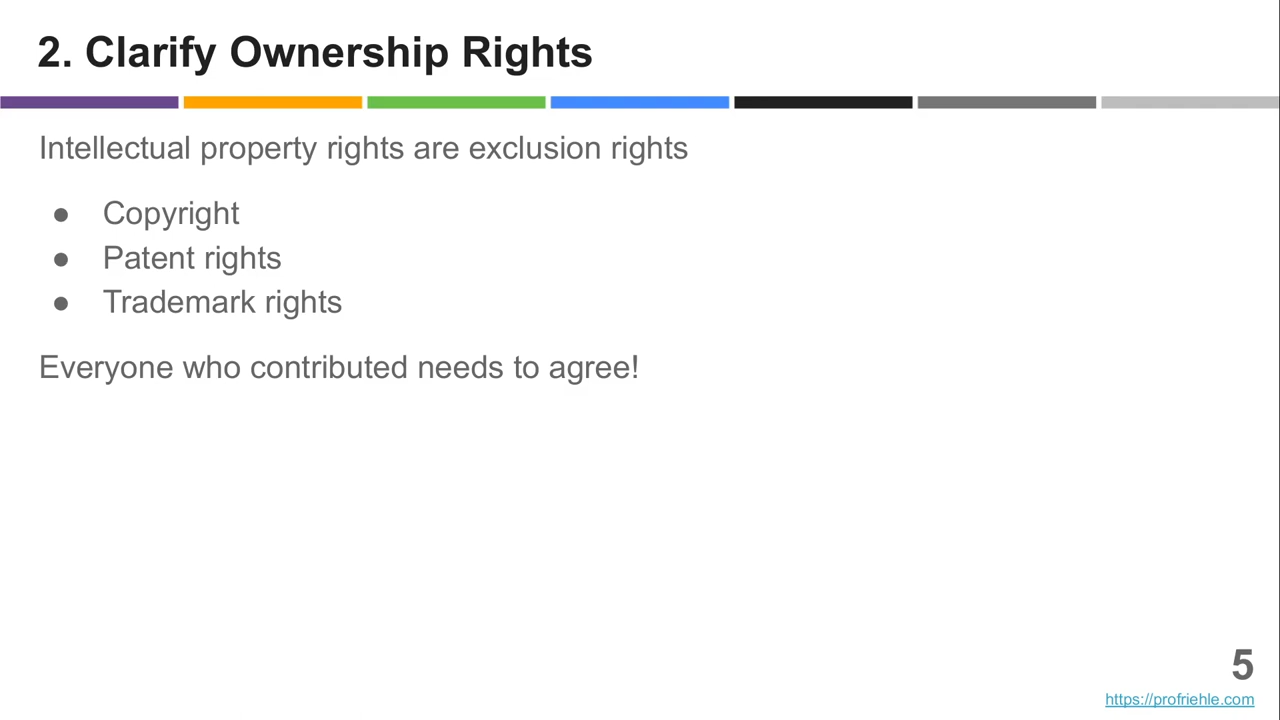 2. Clarify Ownership Rights
Intellectual property rights are exclusion rights
● Copyright
● Patent rights
● Trademark rights
Everyone who contributed needs to agree!
5
https://profriehle.com